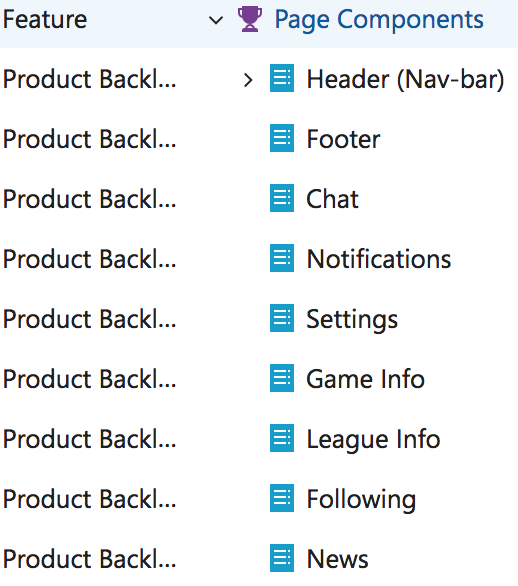 Feature Page Components
Product Backl... Header (Nav-bar)
Product Backl... Footer
Product Backl... Chat
Product Backl... Notifications
Product Backl... Settings
Product Backl... Game Info
Product Backl... League Info
Product Backl... Following
Product Backl... News